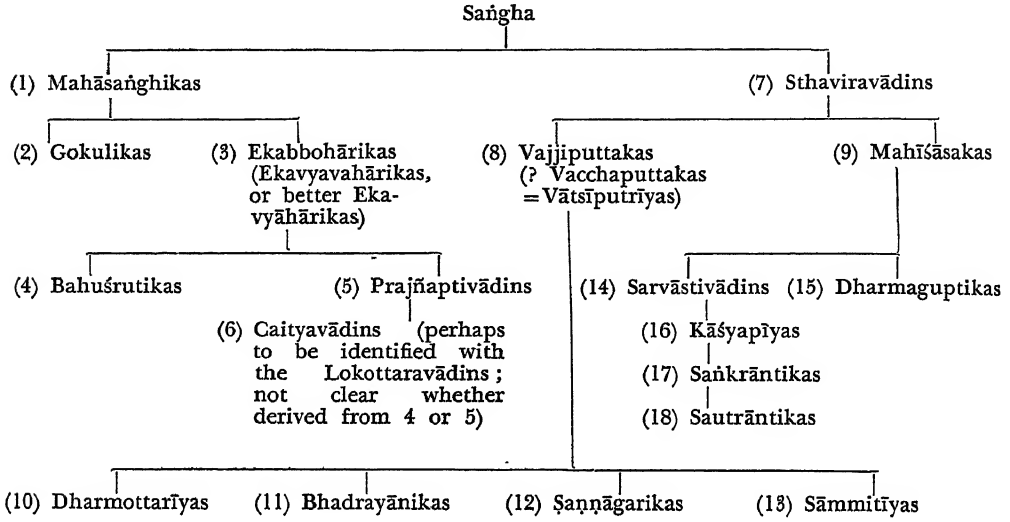 Saṅgha
(1) Mahāsaṅghikas (7) Sthaviravādins
(2) Gokulikas (3) Ekabbohārikas (8) Vajjiputtakas (9) Mahīśāsakas
(Ekavyavahārikas, (? Vacchaputtakas
or better Eka- =Vātsīputrīyas)
vyāhārikas)
(4) Bahuśrutikas (5) Prajñaptivādins (14) Sarvāstivādins (15) Dharmaguptikas
(6) Caityavādins (perhaps (16) Kāśyapīyas
to be identified with
the Lokottaravādins ; (17) Saṅkrāntikas
not clear whether
derived from 4 or 5) (18) Sautrāntikas
(10) Dharmottarīyas (11) Bhadrayānikas (12) Ṣaṇṇāgarikas (13) Sāmmitīyas